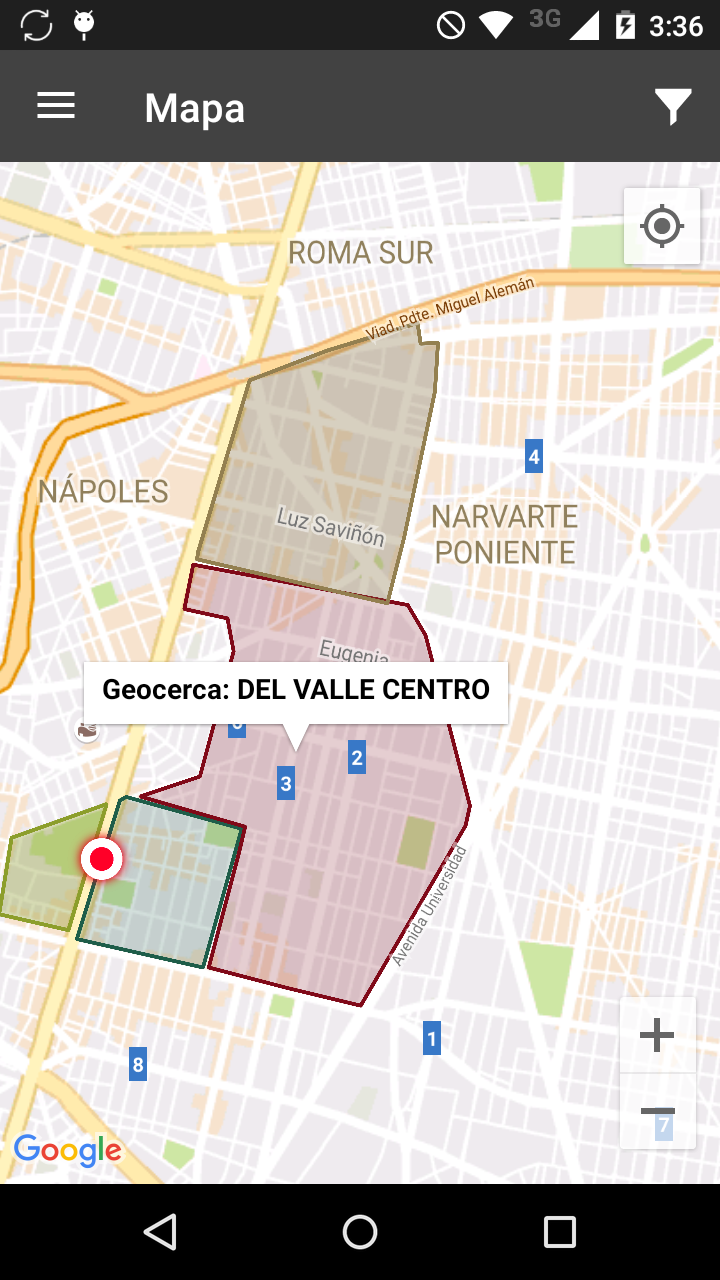 3G
3:36
Mapa
ROMA SUR
Viad. Pdte. Miguel Alemán
4
NÁPOLES
Luz Saviñón
NARVARTE
PONIENTE
Eugenia
Geocerca: DEL VALLE CENTRO
2
3
Avenida Universidad
1
8
7
Google